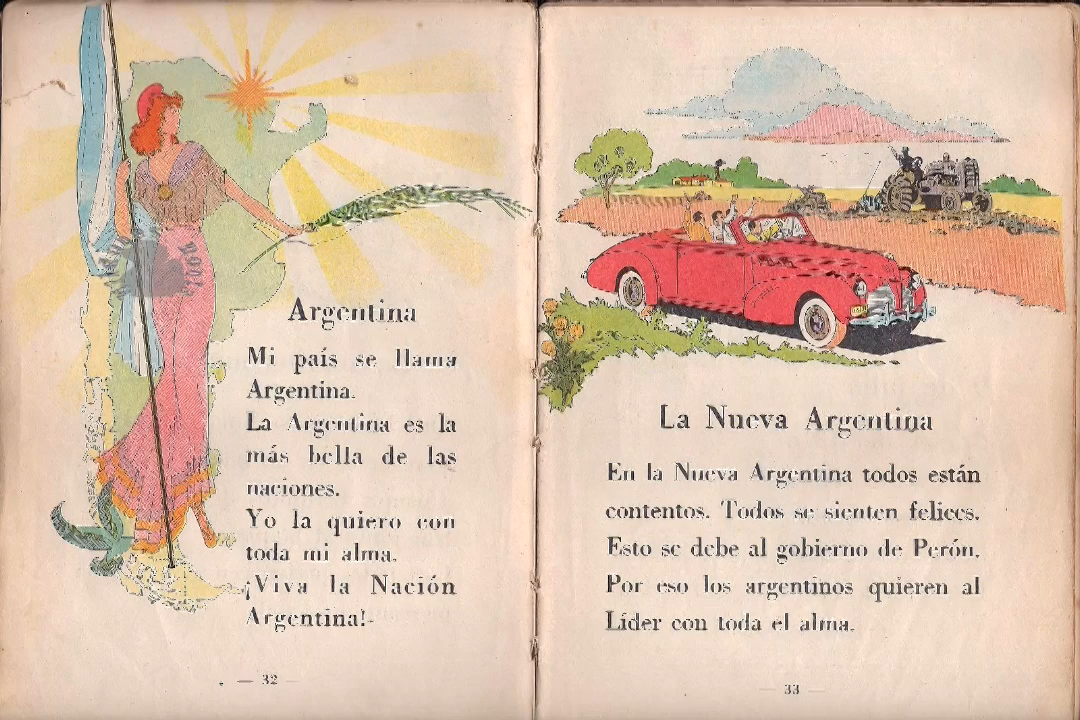 Argentina
Mi país se llama
Argentina.
La Argentina es la
más bella de las
naciones.
Yo la quiero con
toda mi alma.
¡Viva la Nación
Argentina!-
— 32 —
La Nueva Argentina
En la Nueva Argentina todos están
contentos. Todos se sienten felices.
Esto se debe al gobierno de Perón.
Por eso los argentinos quieren al
Líder con toda el alma.
— 33 —